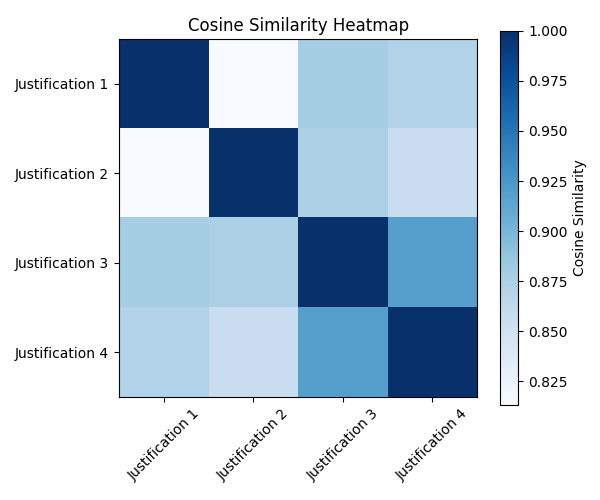 Cosine Similarity Heatmap
Justification 1
Justification 2
Justification 3
Justification 4
Justification 1
Justification 2
Justification 3
Justification 4
1.000
0.975
0.950
0.925
0.900
0.875
0.850
0.825
Cosine Similarity